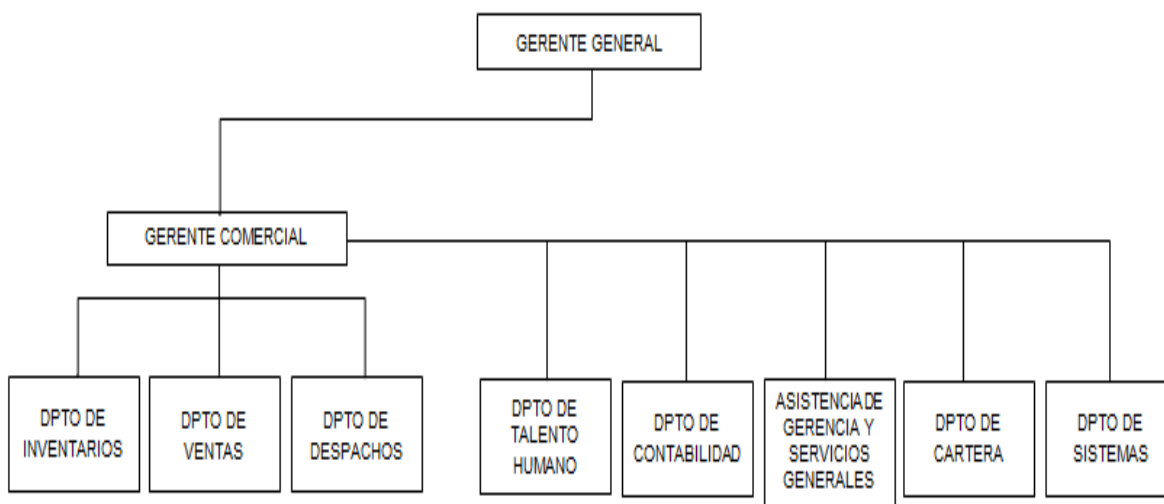 GERENTE GENERAL
GERENTE COMERCIAL
DPTO DE
INVENTARIOS
DPTO DE
VENTAS
DPTO DE
DESPACHOS
DPTO DE
TALENTO
HUMANO
DPTO DE
CONTABILIDAD
ASISTENCIA DE
GERENCIA Y
SERVICIOS
GENERALES
DPTO DE
CARTERA
DPTO DE
SISTEMAS